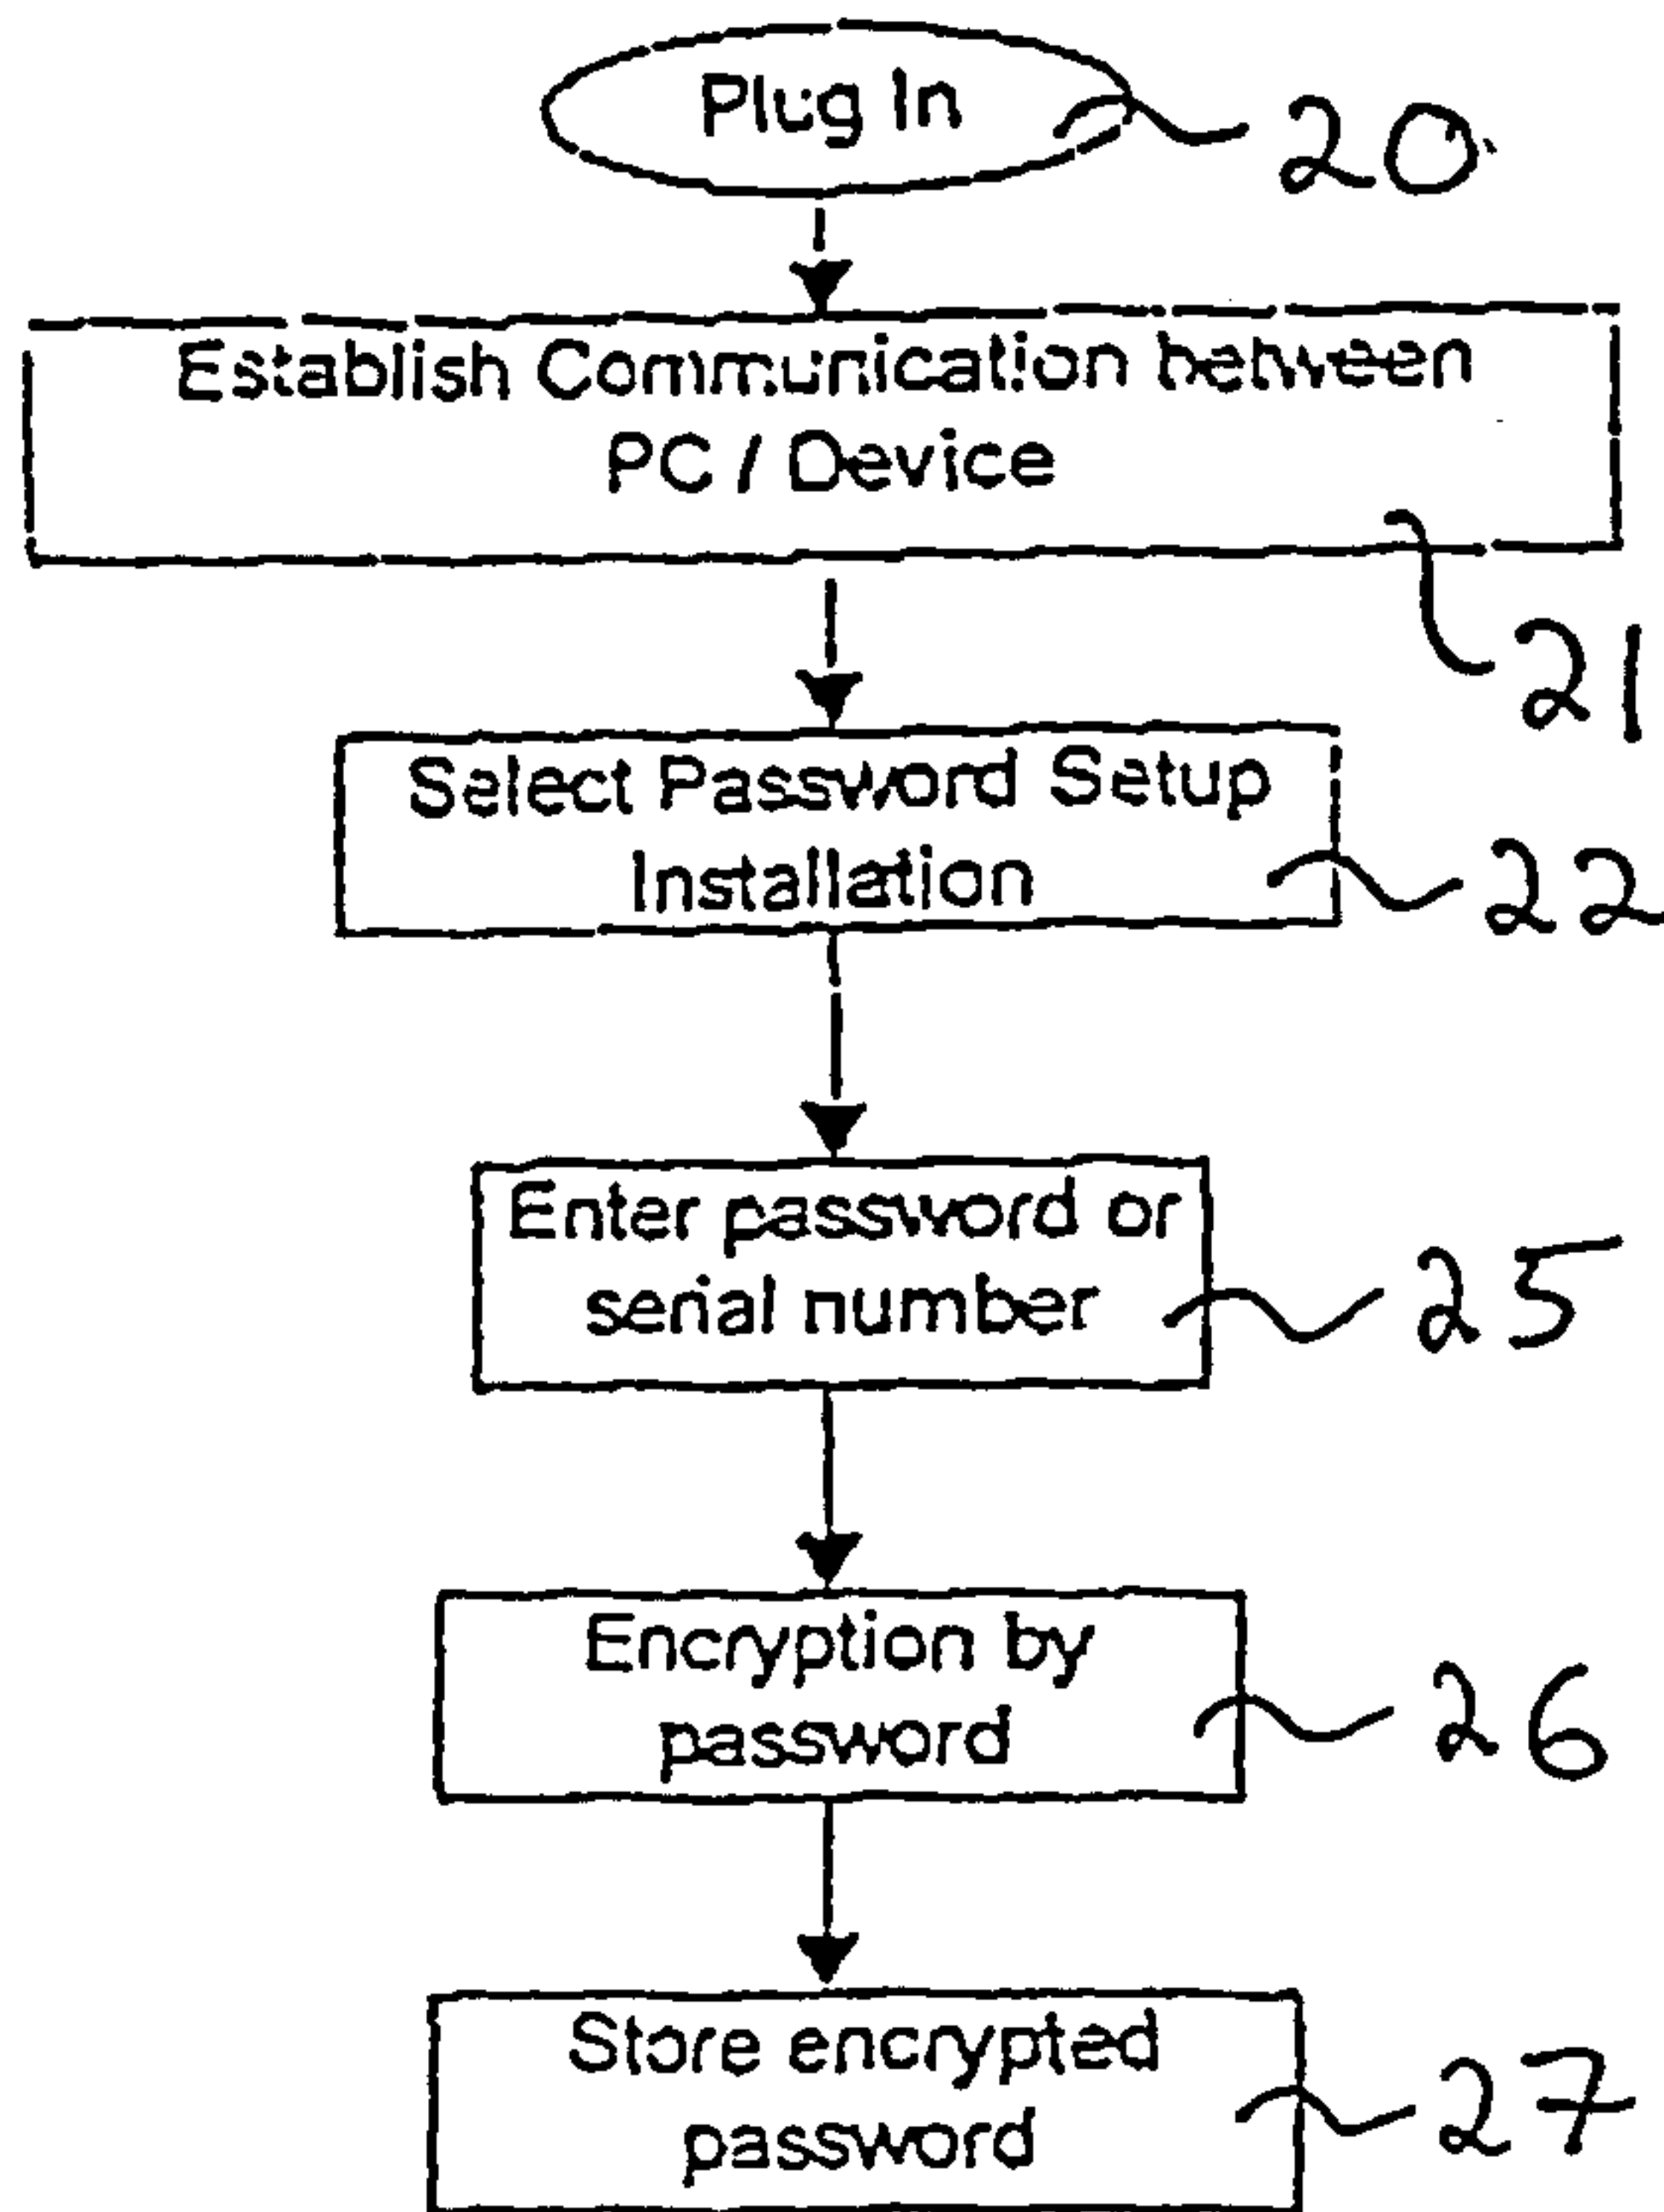 Plug In
20
Establish Communication between
PC / Device
21
Select Password Setup
Installation
22
Enter password or
serial number
25
Encryption by
password
26
Store encrypted
password
27